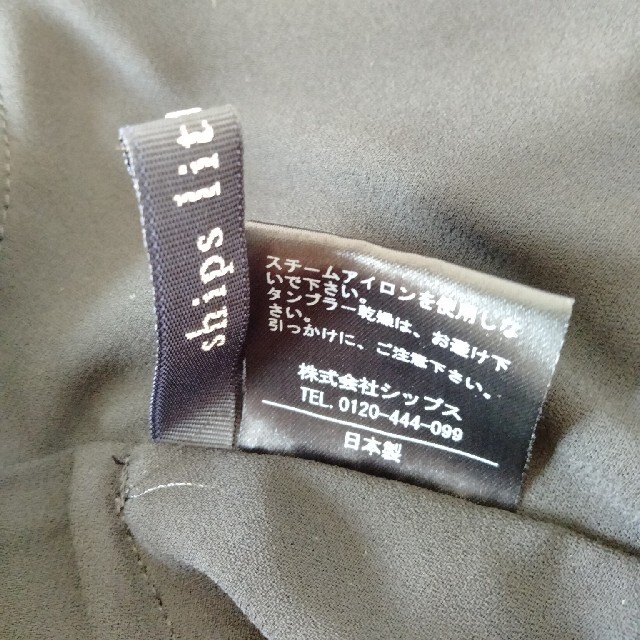 ships lit
スチームアイロンを使用しな
いで下さい。
タンブラー乾燥は、お避け下
さい。
引っかけに、ご注意下さい。
株式会社シップス
TEL. 0120-444-099
日本製